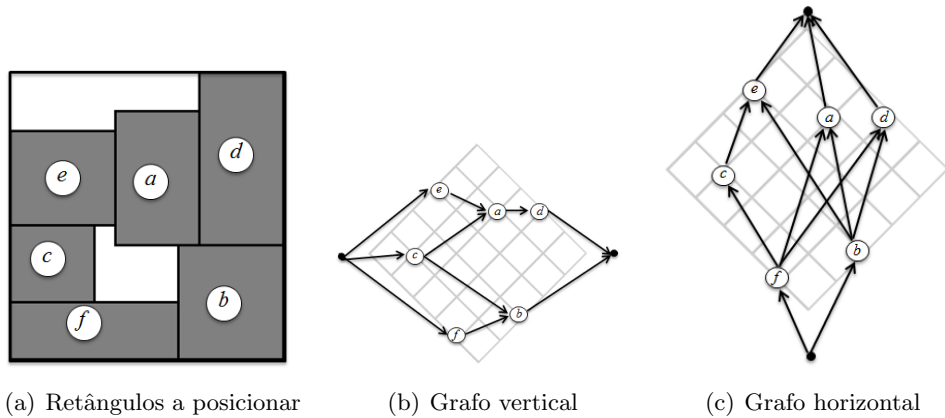 e
a
d
c
f
b
e
a
d
c
b
f
e
a
d
c
b
f
(a) Retângulos a posicionar
(b) Grafo vertical
(c) Grafo horizontal